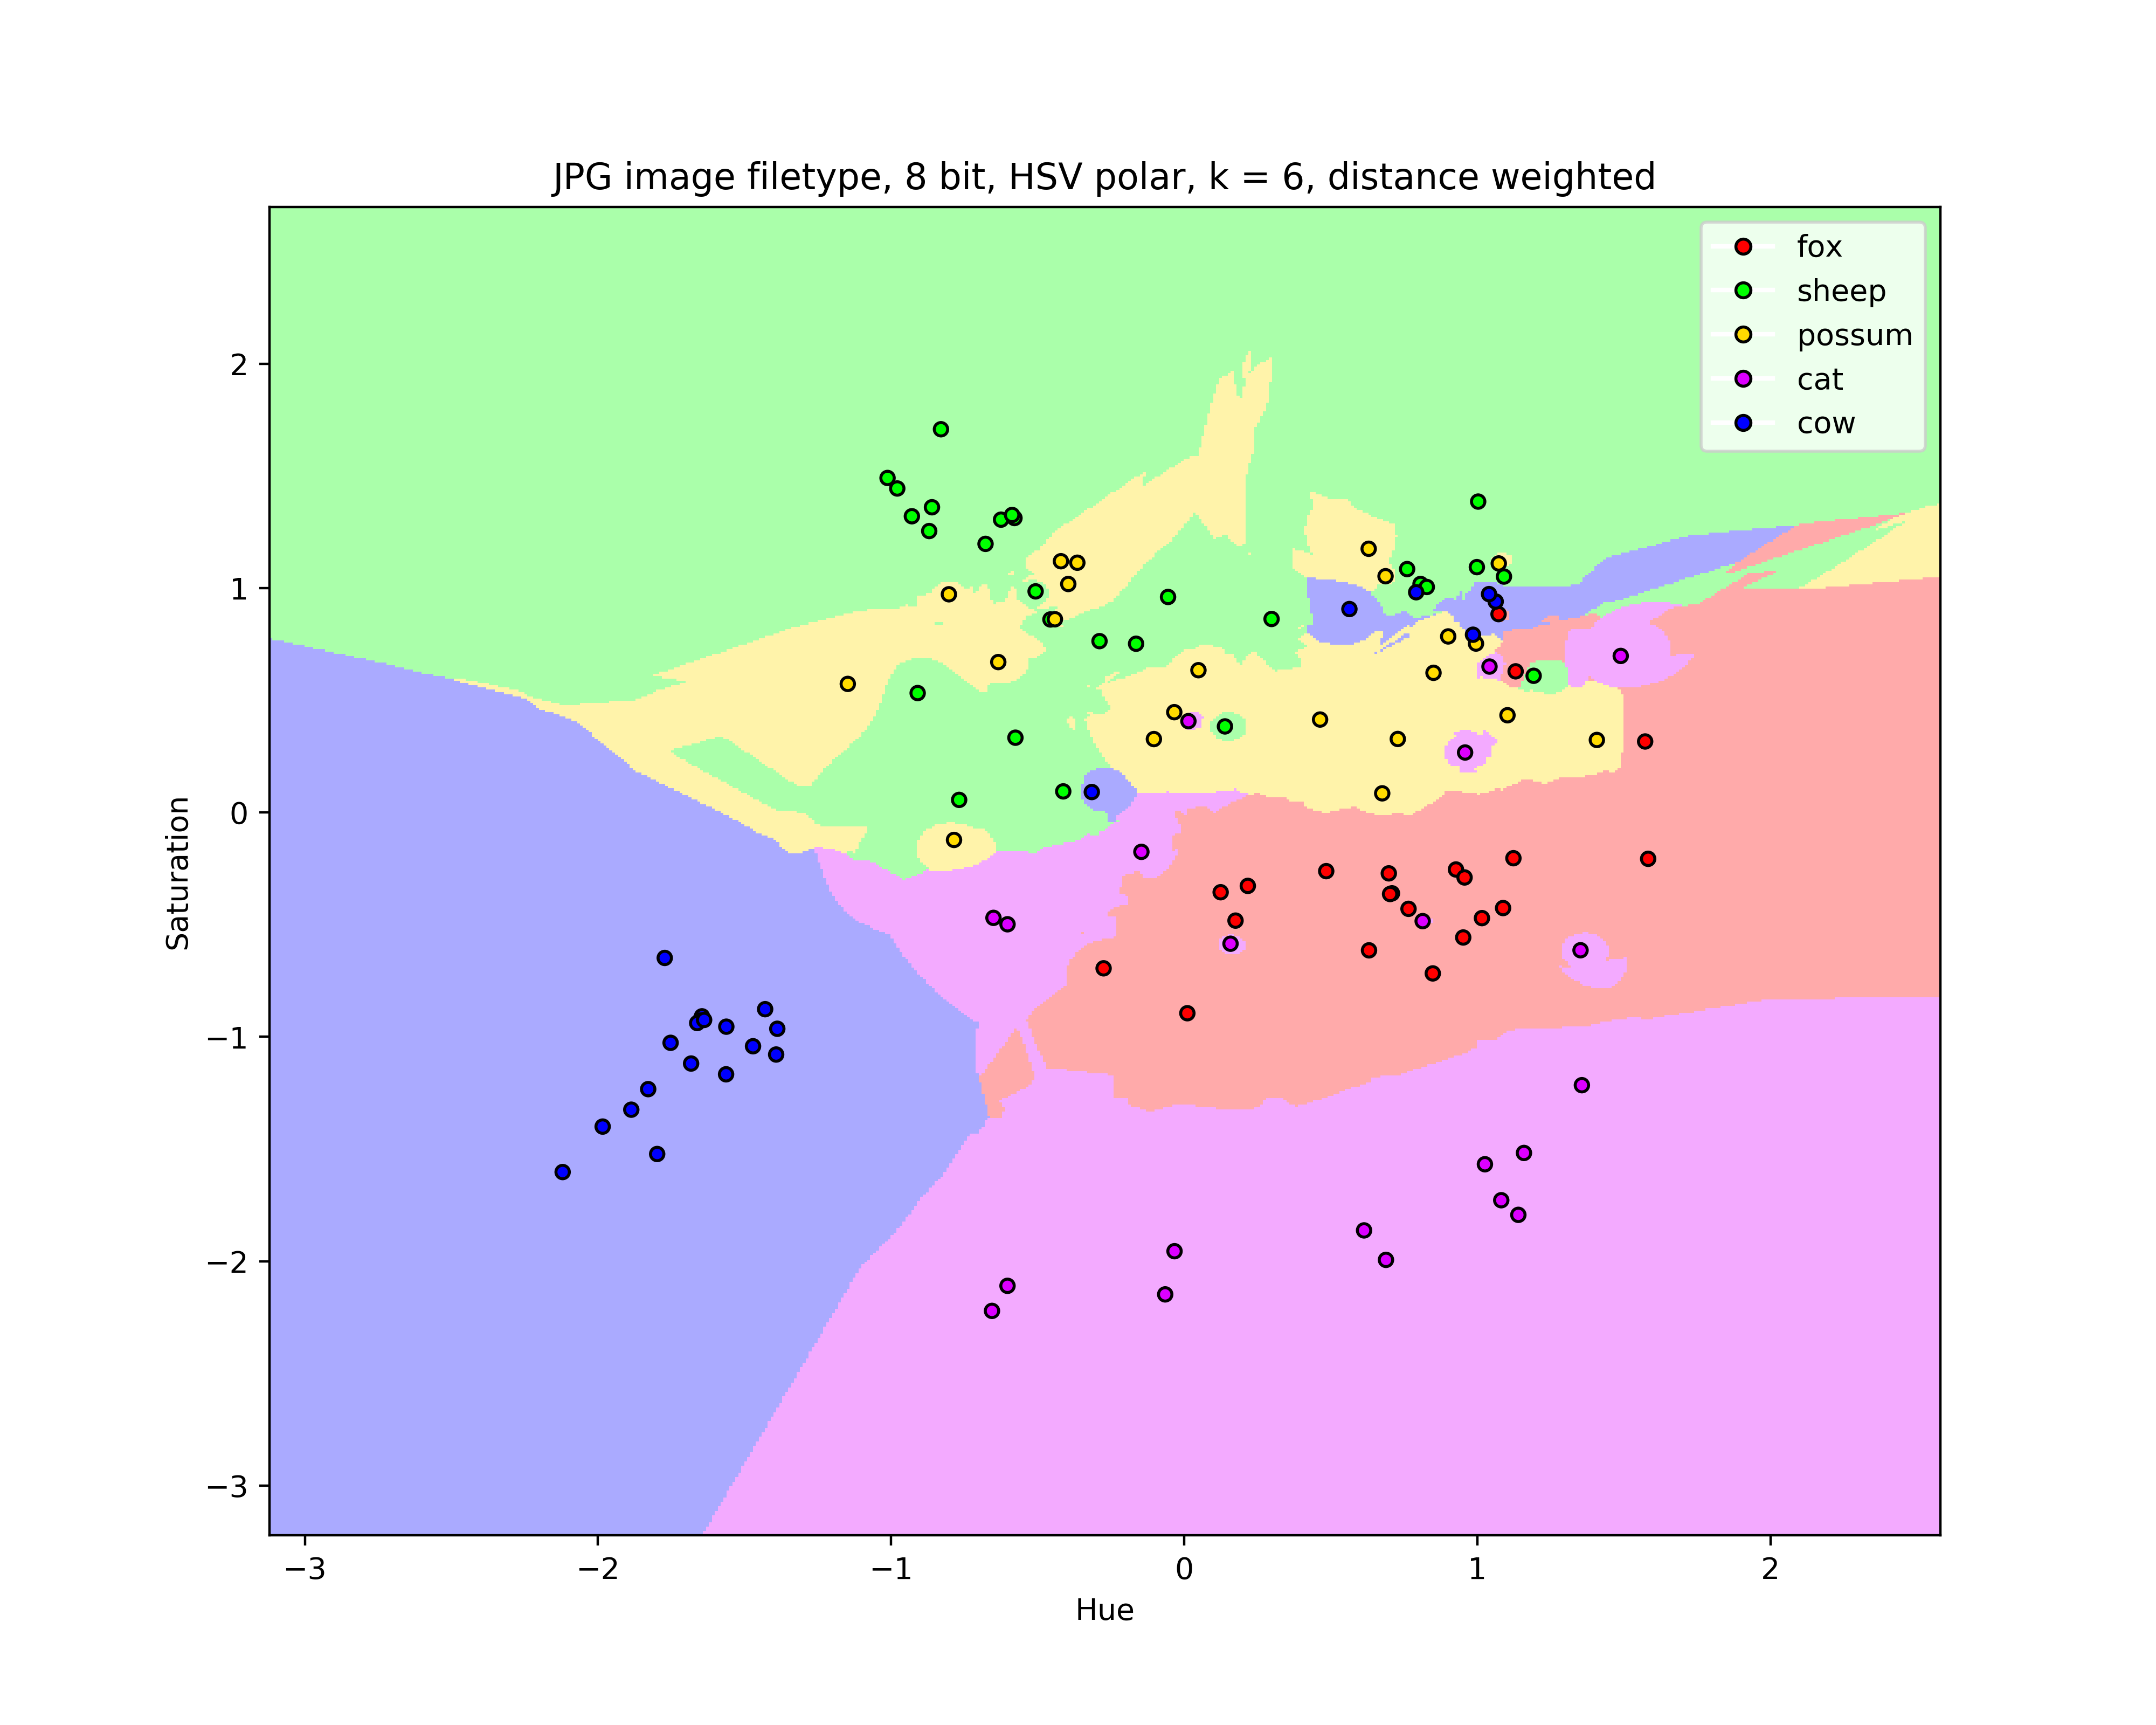 JPG image filetype, 8 bit, HSV polar, k = 6, distance weighted
fox
sheep
possum
cat
cow
2
1
0
−1
−2
−3
Saturation
−3
−2
−1
0
1
2
Hue